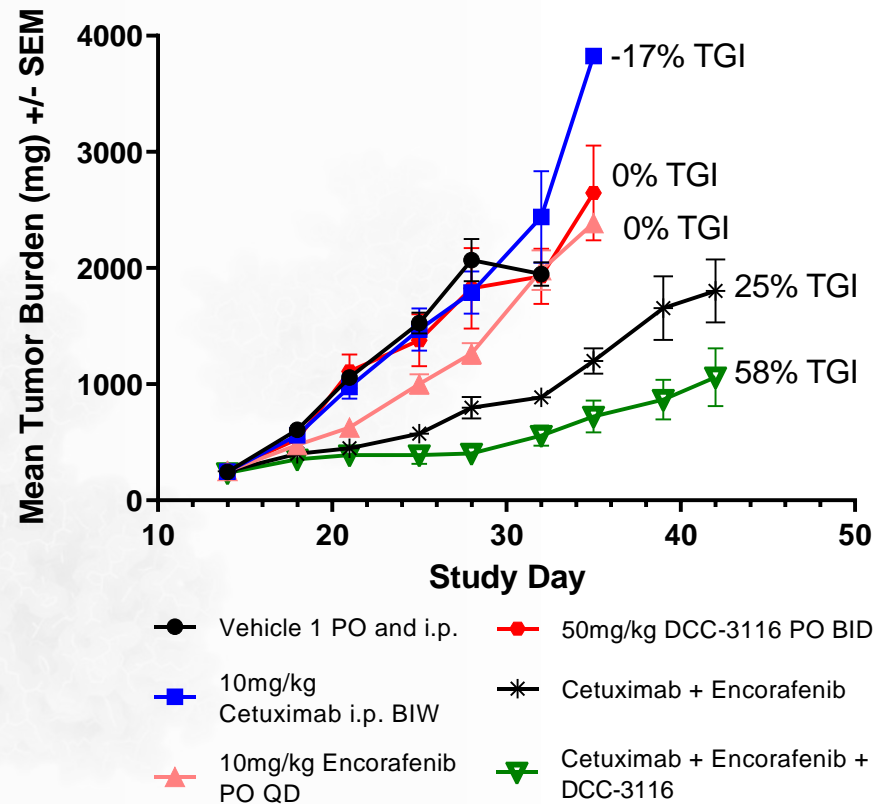 Mean Tumor Burden (mg) +/- SEM
4000
3000
2000
1000
0
-17% TGI
0% TGI
0% TGI
25% TGI
58% TGI
10
20
30
40
50
Study Day
Vehicle 1 PO and i.p.
50mg/kg DCC-3116 PO BID
10mg/kg
Cetuximab i.p. BIW
Cetuximab + Encorafenib
10mg/kg Encorafenib
PO QD
Cetuximab + Encorafenib +
DCC-3116